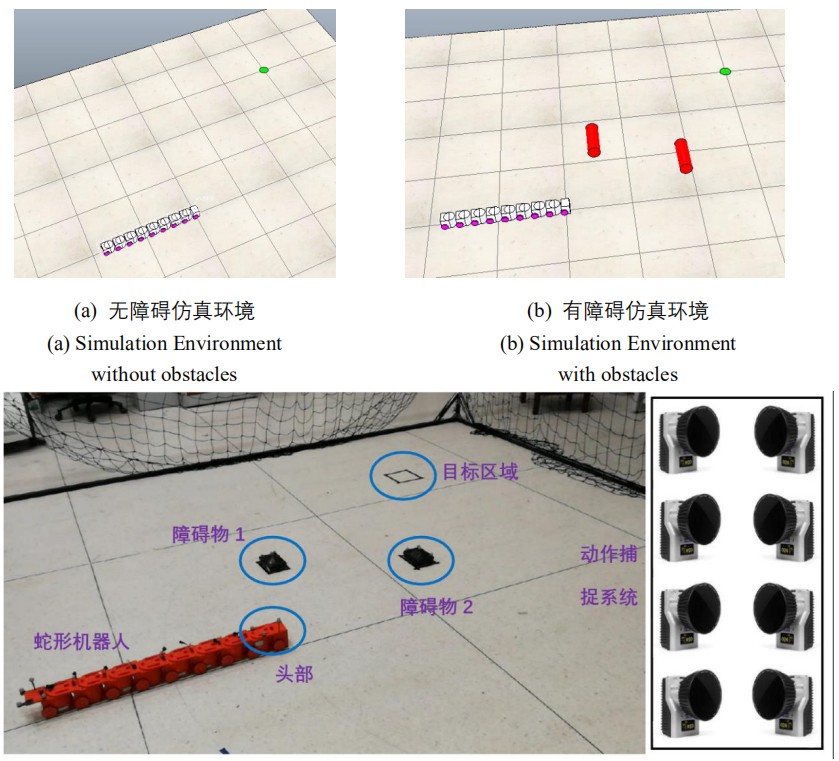 (a) 无障碍仿真环境
(a) Simulation Environment
without obstacles
(b) 有障碍仿真环境
(b) Simulation Environment
with obstacles
目标区域
障碍物 1
动作捕
捉系统
障碍物 2
蛇形机器人
头部